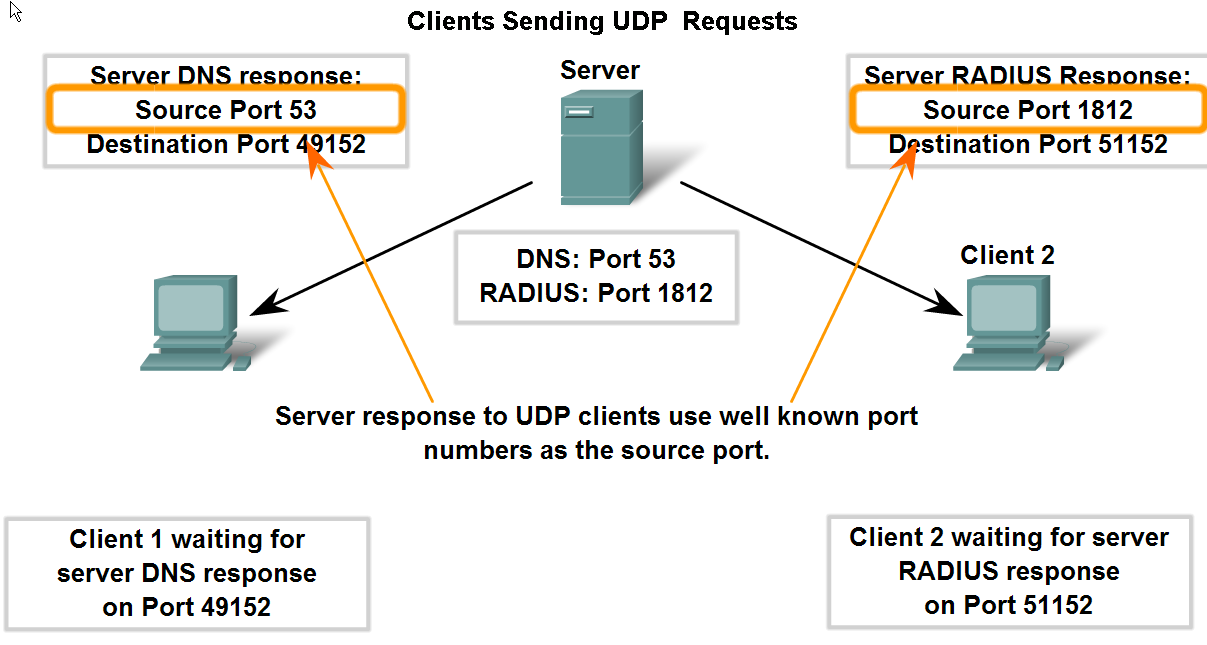 Clients Sending UDP Requests
Server DNS response:
Source Port 53
Destination Port 49152
Server
Server RADIUS Response:
Source Port 1812
Destination Port 51152
DNS: Port 53
RADIUS: Port 1812
Client 2
Server response to UDP clients use well known port
numbers as the source port.
Client 1 waiting for
server DNS response
on Port 49152
Client 2 waiting for server
RADIUS response
on Port 51152